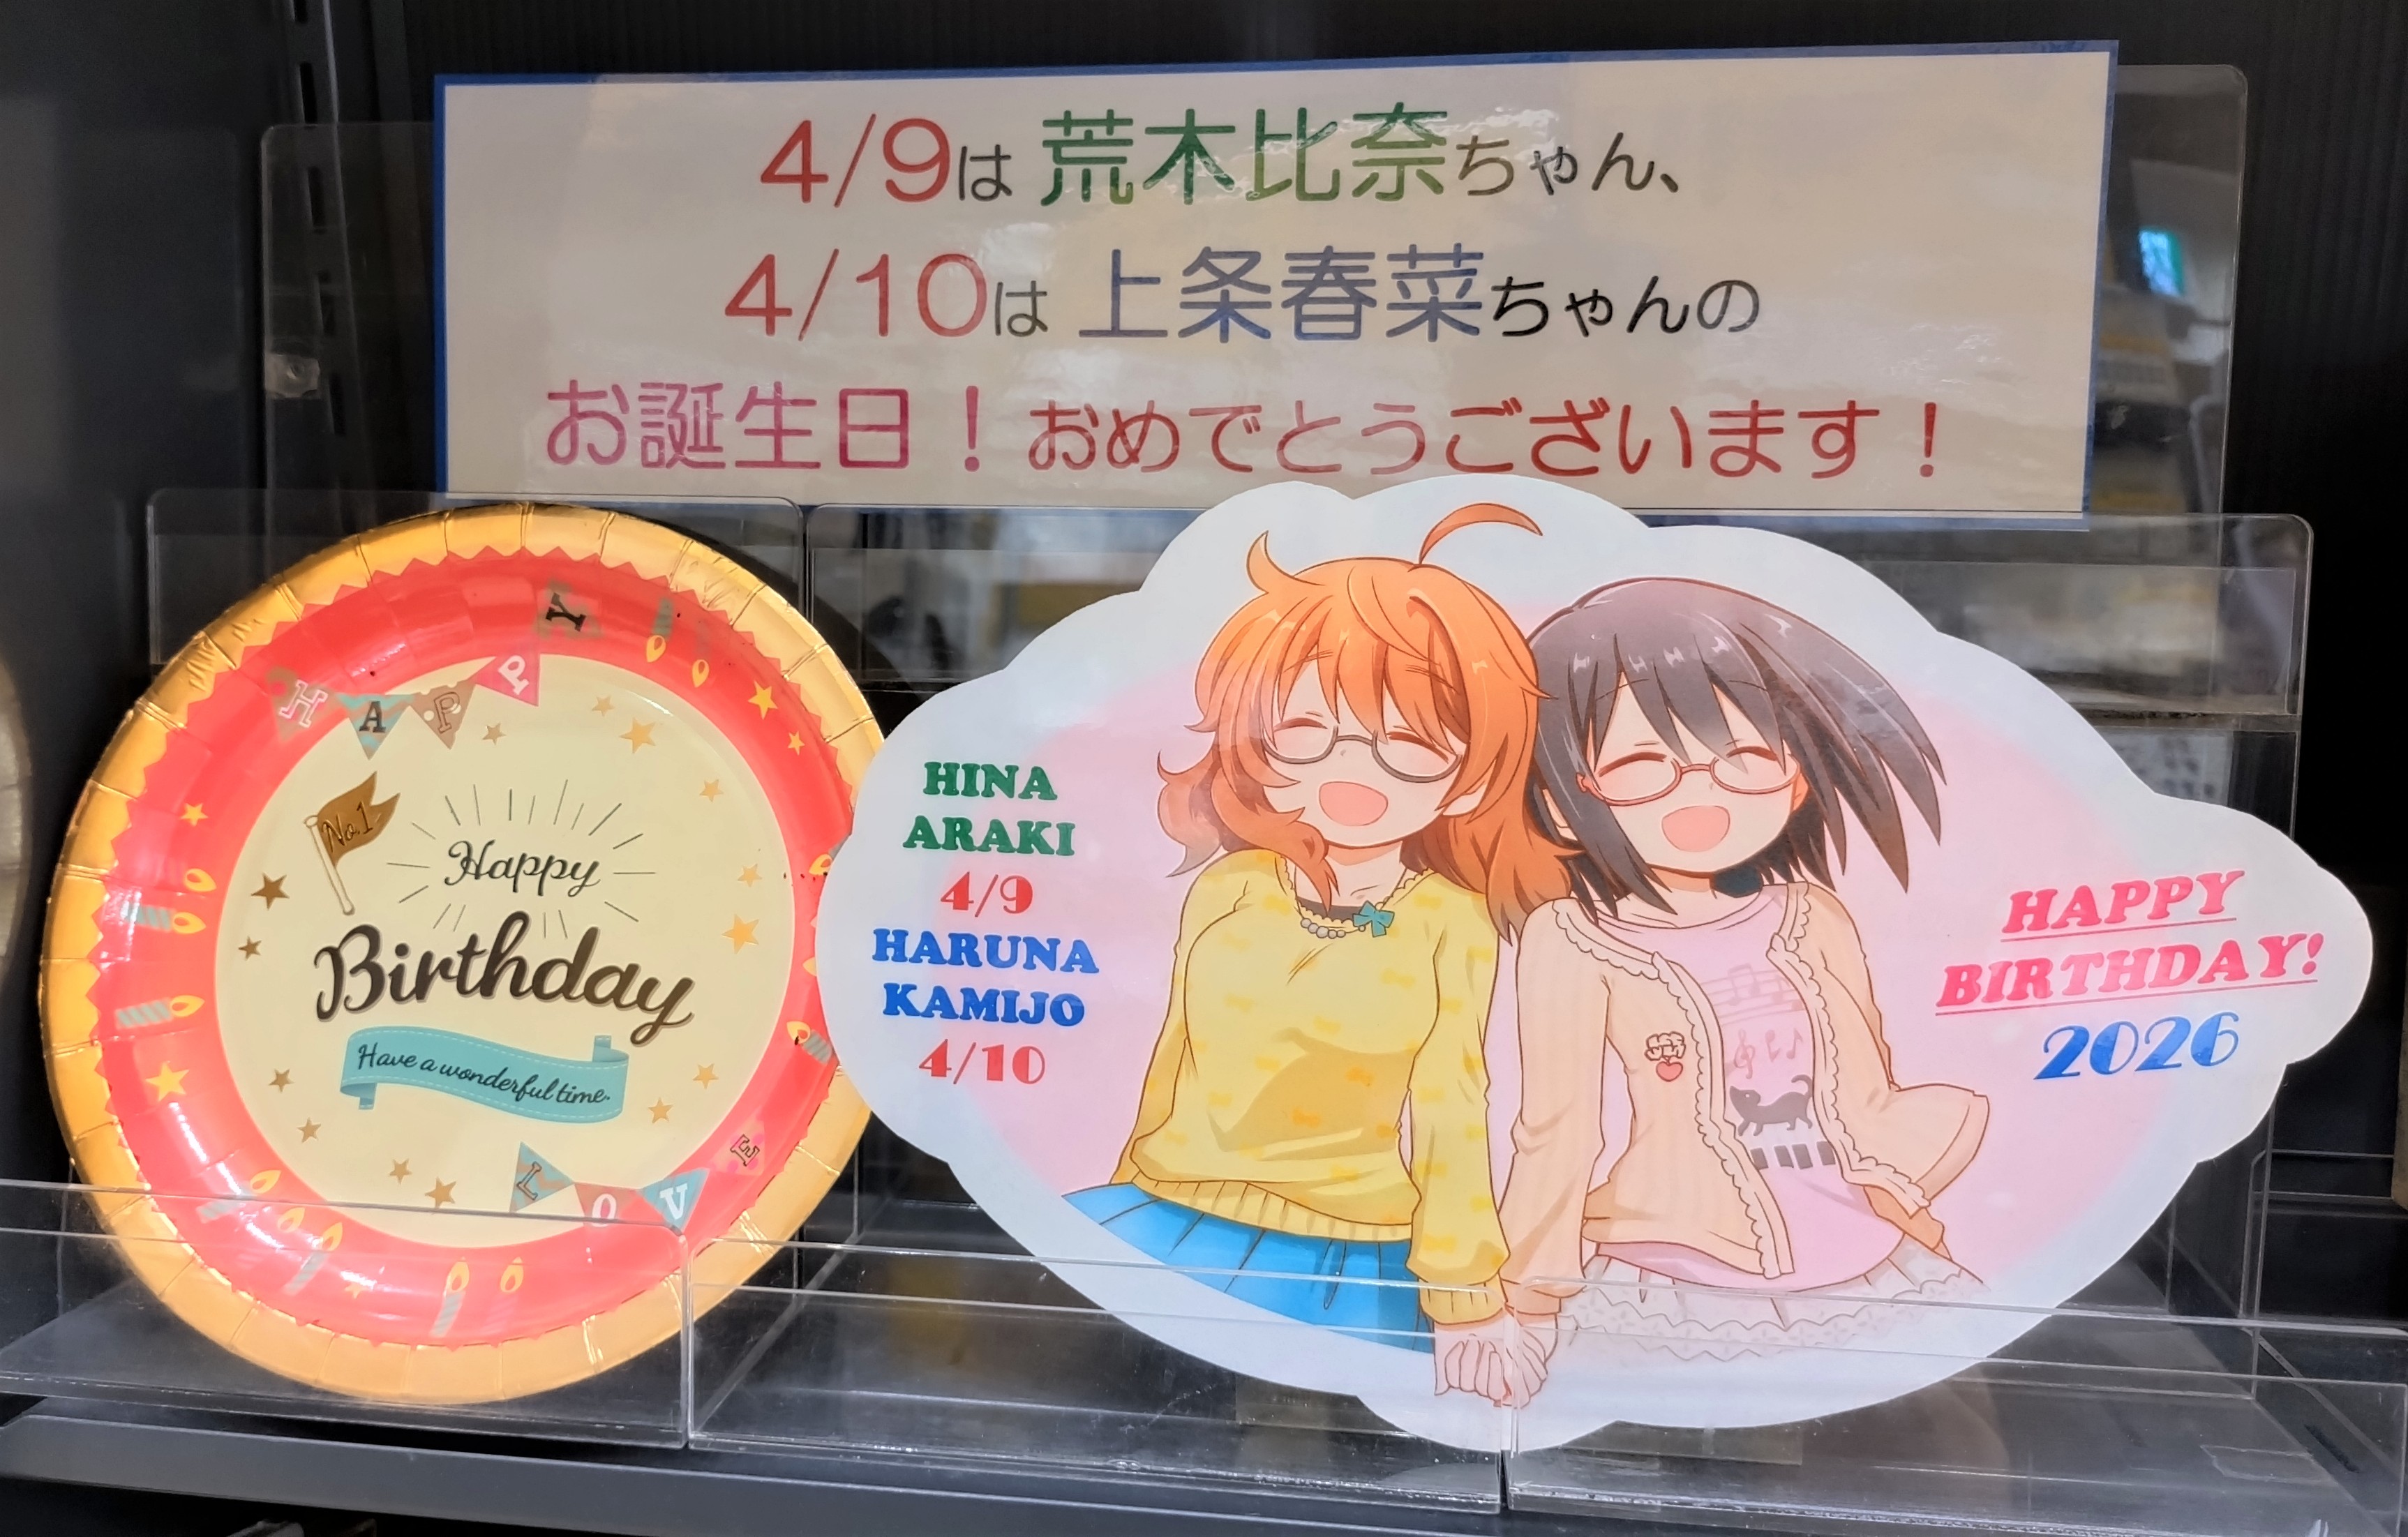 4/9は 荒木比奈ちゃん、
4/10は 上条春菜ちゃんの
お誕生日！おめでとうございます！
HAPPY
No.1
Happy
Birthday
Have a wonderful time.
LOVE
HINA
ARAKI
4/9
HARUNA
KAMIJO
4/10
HAPPY
BIRTHDAY!
2026